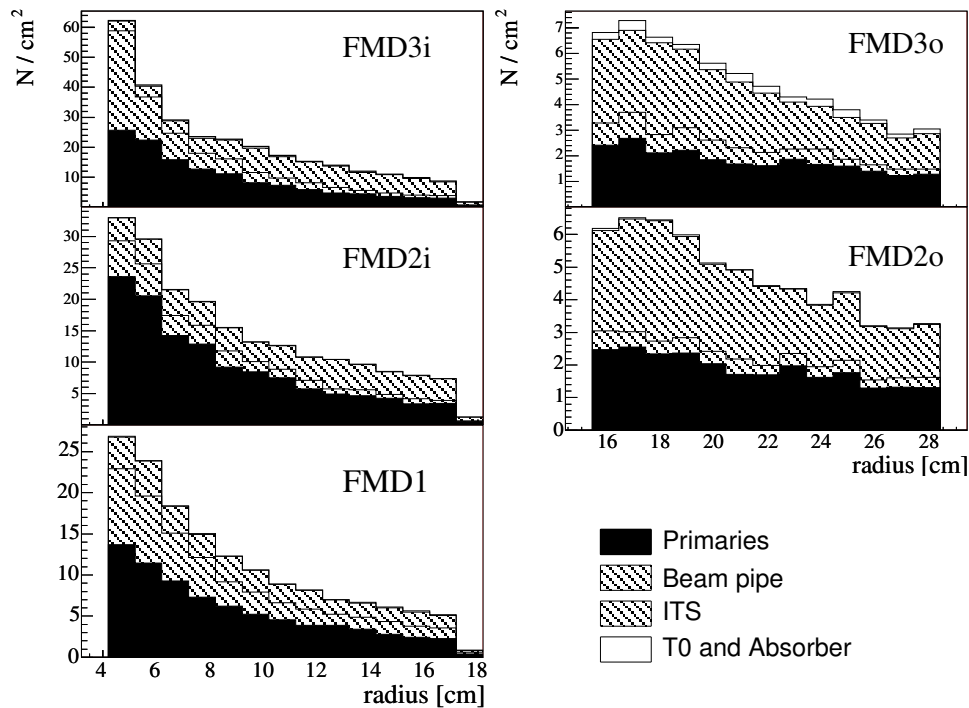 N / cm²
60
50
40
30
20
10
FMD3i
30
25
20
15
10
5
FMD2i
25
20
15
10
5
0
FMD1
4 6 8 10 12 14 16 18
radius [cm]
N / cm²
7
6
5
4
3
2
1
FMD3o
6
5
4
3
2
1
0
FMD2o
16 18 20 22 24 26 28
radius [cm]
Primaries
Beam pipe
ITS
T0 and Absorber